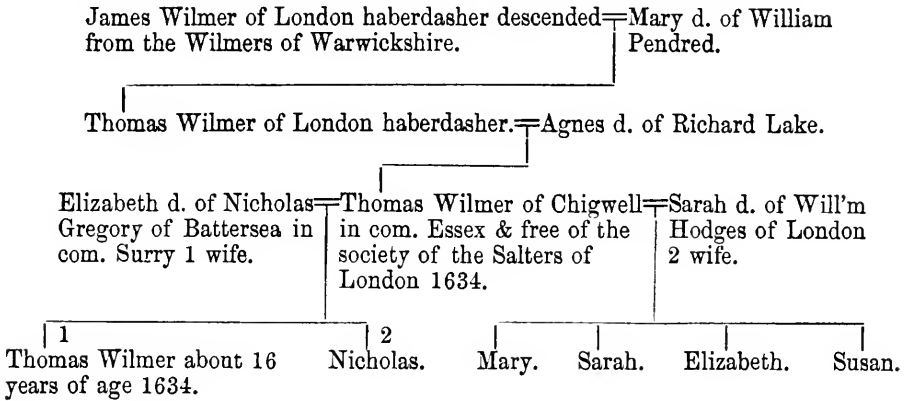 James Wilmer of London haberdasher descended=Mary d. of William
from the Wilmers of Warwickshire. Pendred.
Thomas Wilmer of London haberdasher.=Agnes d. of Richard Lake.
Elizabeth d. of Nicholas=Thomas Wilmer of Chigwell=Sarah d. of Will'm
Gregory of Battersea in in com. Essex & free of the Hodges of London
com. Surry 1 wife. society of the Salters of 2 wife.
London 1634.
1 2
Thomas Wilmer about 16 Nicholas. Mary. Sarah. Elizabeth. Susan.
years of age 1634.